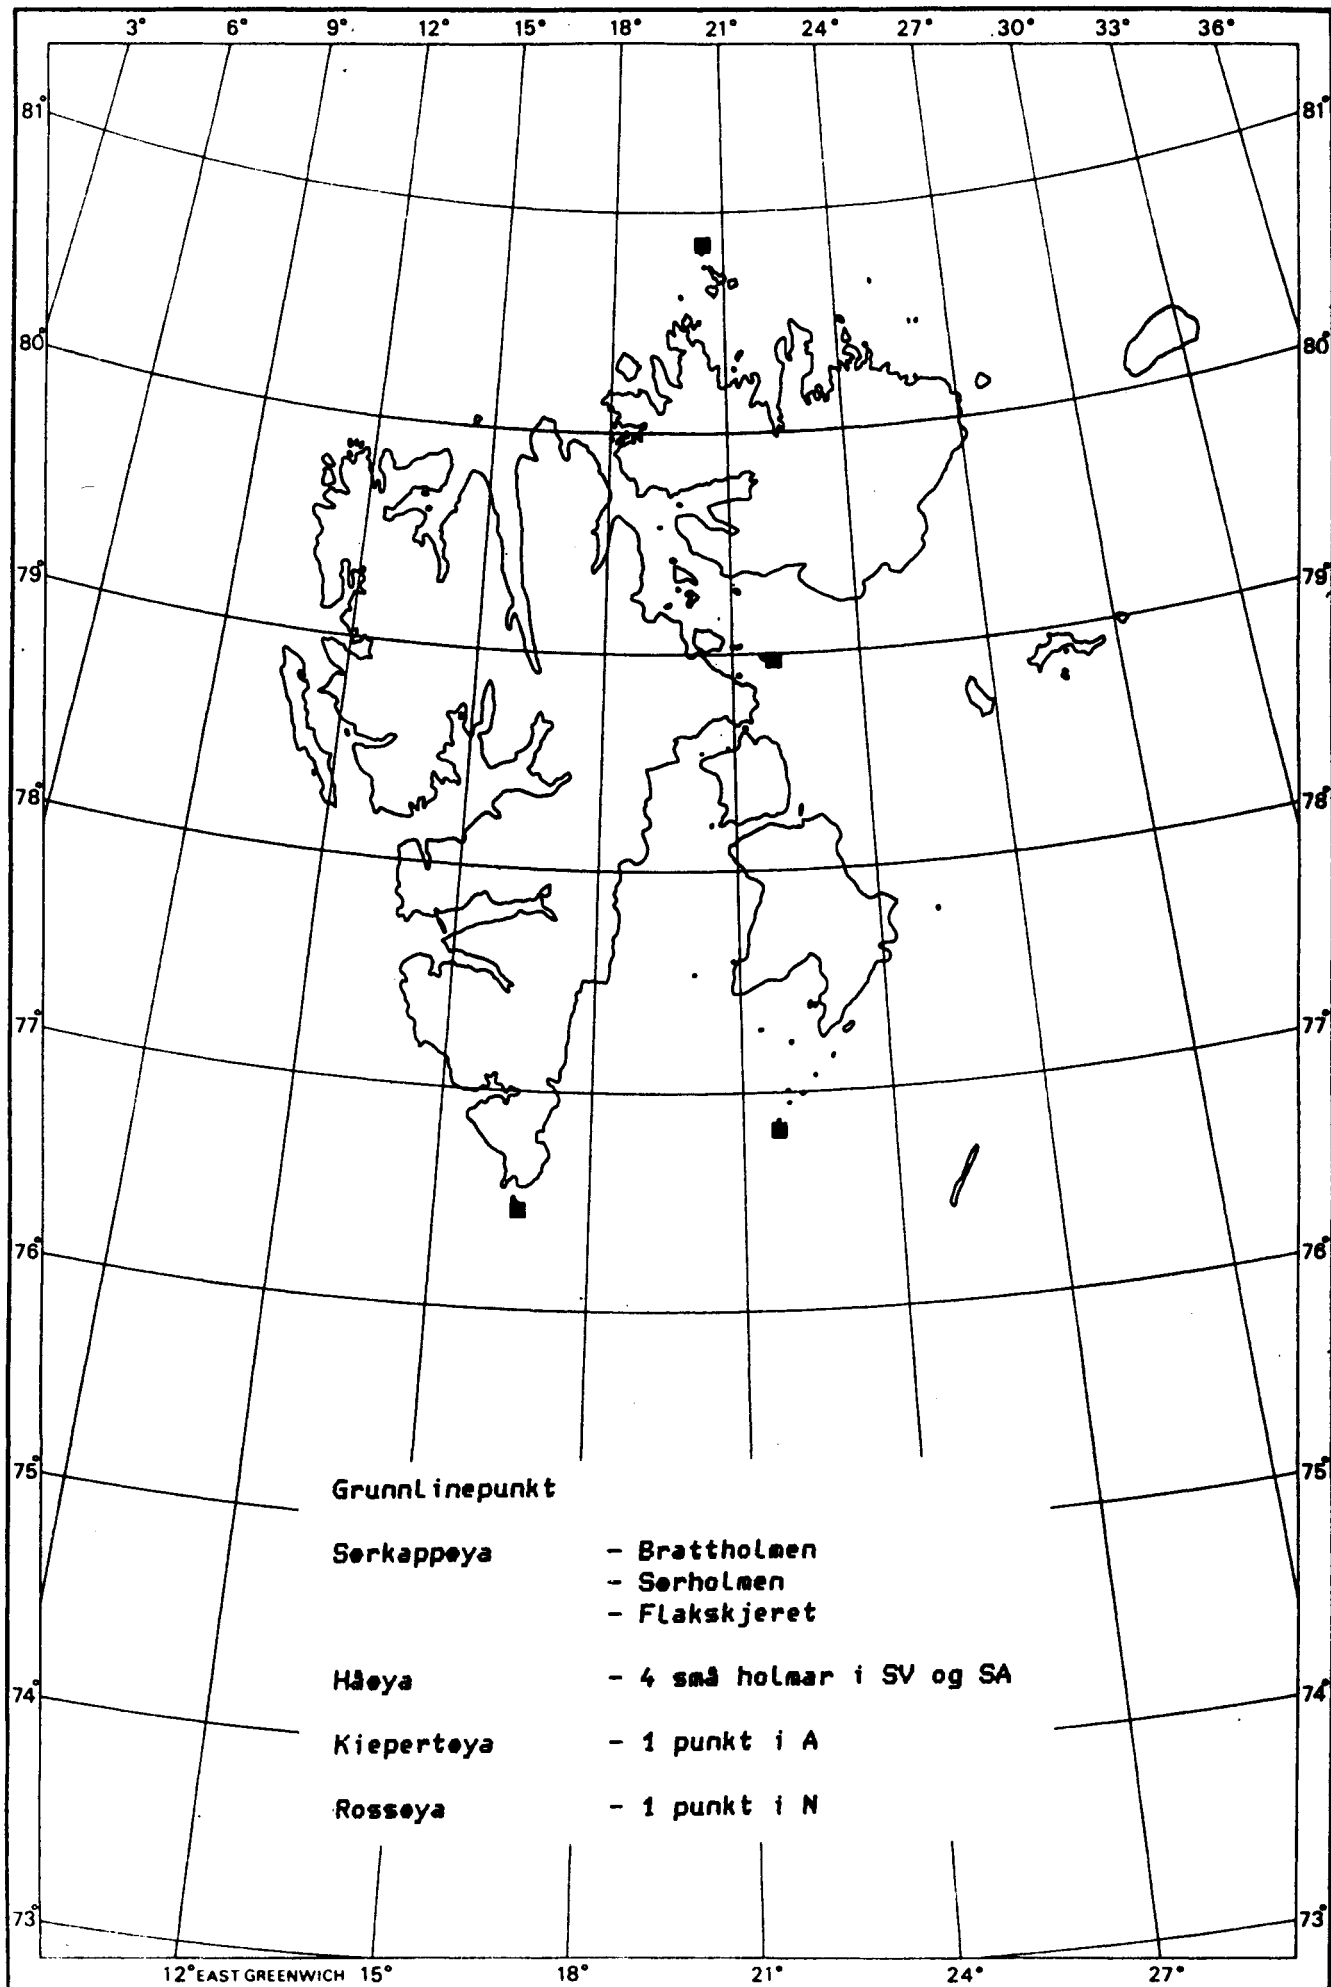 3° 6° 9° 12° 15° 18° 21° 24° 27° 30° 33° 36°
81° 81°
80° 80°
79° 79°
78° 78°
77° 77°
76° 76°
75° 75°
Grunnlinepunkt
Sørkappøya - Brattholmen
- Sørholmen
- Flakskjeret
Håøya - 4 små holmar i SV og SA
74° 74°
Kiepertøya - 1 punkt i A
Rossøya - 1 punkt i N
73° 73°
12° EAST GREENWICH 15° 18° 21° 24° 27°